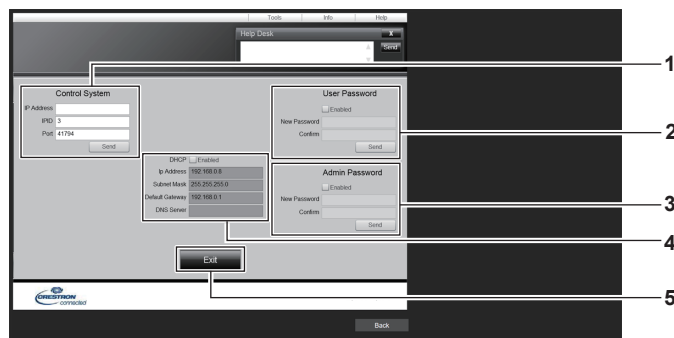 Tools Info Help
Help Desk X
Send
1
Control System
IP Address
IPID 3
Port 41794
Send
User Password
Enabled
New Password
Confirm
Send
2
DHCP Enabled
Ip Address 192.168.0.8
Subnet Mask 255.255.255.0
Default Gateway 192.168.0.1
DNS Server
Admin Password
Enabled
New Password
Confirm
Send
3
4
Exit
5
CRESTRON
connected
Back